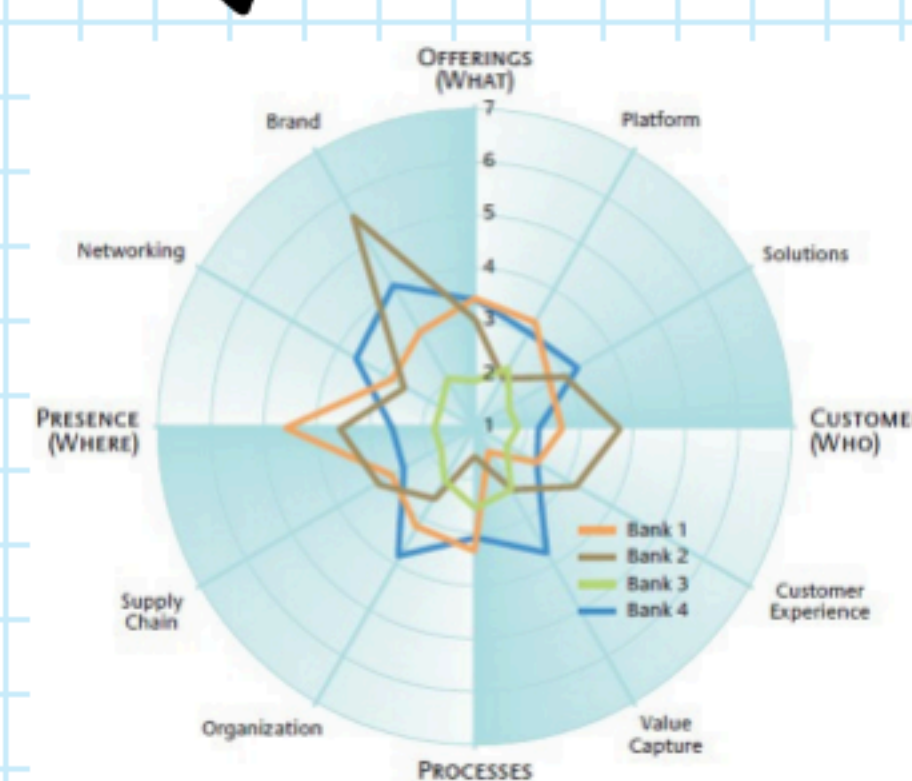 OFFERINGS
(WHAT)
7
Brand
Platform
6
5
Networking
Solutions
4
3
2
PRESENCE
(WHERE)
1
CUSTOME
(WHO)
Bank 1
Bank 2
Bank 3
Bank 4
Supply
Chain
Customer
Experience
Organization
Value
Capture
PROCESSES